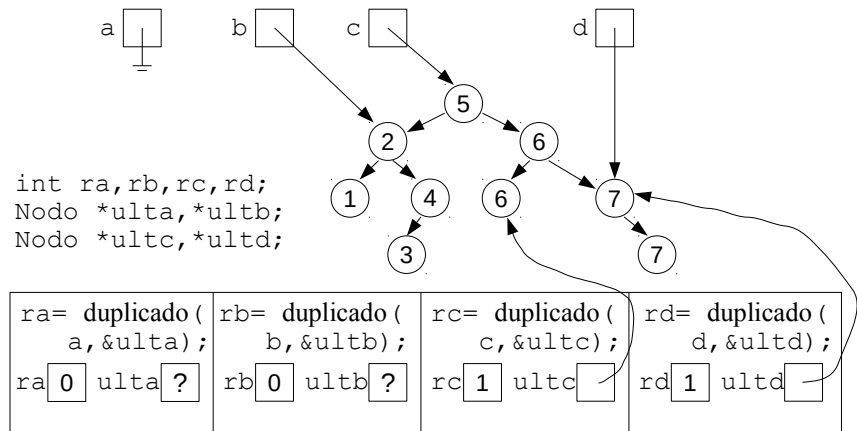 a b c d
5
2 6
1 4 6 7
3 7
int ra,rb,rc,rd;
Nodo *ulta,*ultb;
Nodo *ultc,*ultd;
ra= duplicado(
a,&ulta);
ra 0 ulta ?
rb= duplicado(
b,&ultb);
rb 0 ultb ?
rc= duplicado(
c,&ultc);
rc 1 ultc
rd= duplicado(
d,&ultd);
rd 1 ultd